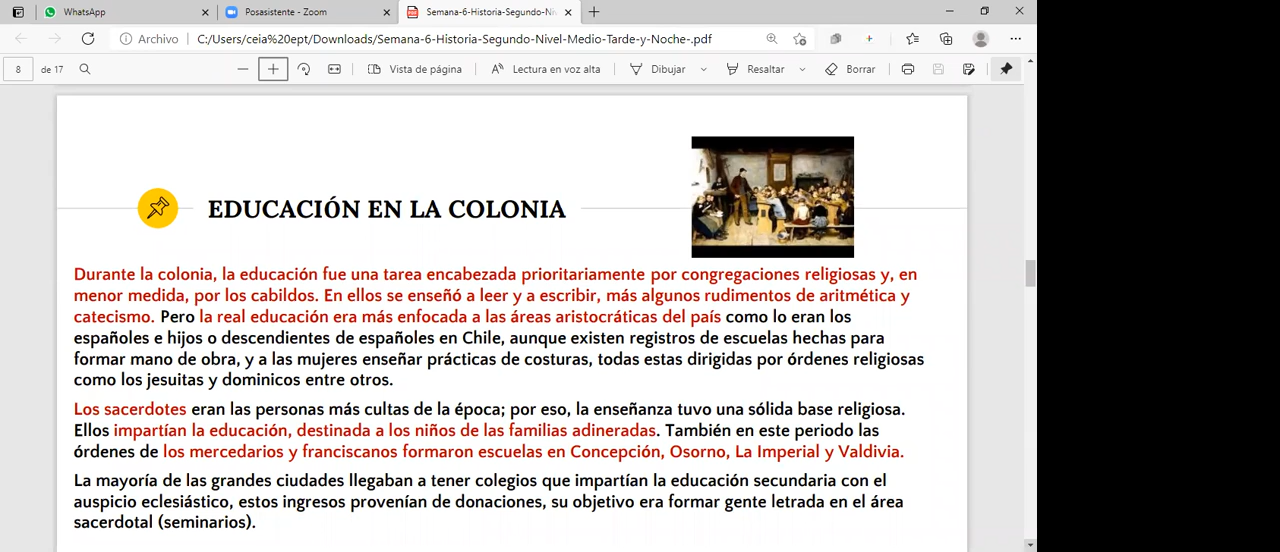 WhatsApp
Posasistente - Zoom
Semana-6-Historia-Segundo-Ni
Archivo
C:/Users/ceia%20ept/Downloads/Semana-6-Historia-Segundo-Nivel-Medio-Tarde-y-Noche-.pdf
8 de 17
Vista de página
Lectura en voz alta
Dibujar
Resaltar
Borrar
EDUCACIÓN EN LA COLONIA
Durante la colonia, la educación fue una tarea encabezada prioritariamente por congregaciones religiosas y, en
menor medida, por los cabildos. En ellos se enseñó a leer y a escribir, más algunos rudimentos de aritmética y
catecismo. Pero la real educación era más enfocada a las áreas aristocráticas del país como lo eran los
españoles e hijos o descendientes de españoles en Chile, aunque existen registros de escuelas hechas para
formar mano de obra, y a las mujeres enseñar prácticas de costuras, todas estas dirigidas por órdenes religiosas
como los jesuitas y dominicos entre otros.
Los sacerdotes eran las personas más cultas de la época; por eso, la enseñanza tuvo una sólida base religiosa.
Ellos impartían la educación, destinada a los niños de las familias adineradas. También en este periodo las
órdenes de los mercedarios y franciscanos formaron escuelas en Concepción, Osorno, La Imperial y Valdivia.
La mayoría de las grandes ciudades llegaban a tener colegios que impartían la educación secundaria con el
auspicio eclesiástico, estos ingresos provenían de donaciones, su objetivo era formar gente letrada en el área
sacerdotal (seminarios).